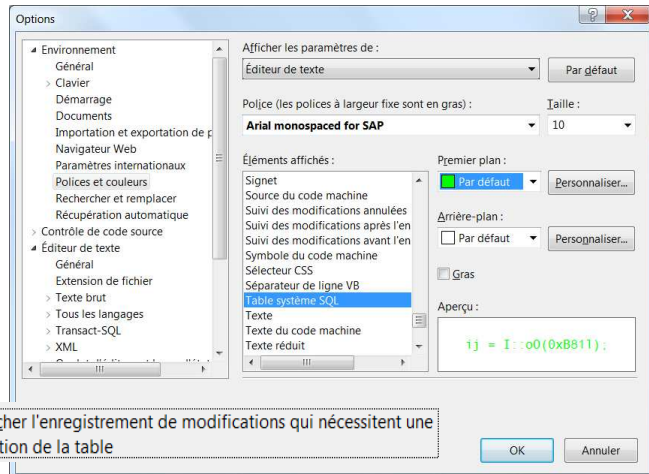 Options
Environnement
Général
Clavier
Démarrage
Documents
Importation et exportation de
Navigateur Web
Paramètres internationaux
Polices et couleurs
Rechercher et remplacer
Récupération automatique
Contrôle de code source
Éditeur de texte
Général
Extension de fichier
Texte brut
Tous les langages
Transact-SQL
XML
Afficher les paramètres de :
Éditeur de texte
Par défaut
Police (les polices à largeur fixe sont en gras) :
Taille :
Arial monospaced for SAP
10
Éléments affichés :
Signet
Source du code machine
Suivi des modifications annulées
Suivi des modifications après l'en
Suivi des modifications avant l'en
Symbole du code machine
Sélecteur CSS
Séparateur de ligne VB
Table système SQL
Texte
Texte du code machine
Texte réduit
Premier plan :
Par défaut
Personnaliser...
Arrière-plan :
Par défaut
Personnaliser...
Gras
Aperçu :
ij = I::oO(0xB811);
cher l'enregistrement de modifications qui nécessitent une
tion de la table
OK
Annuler